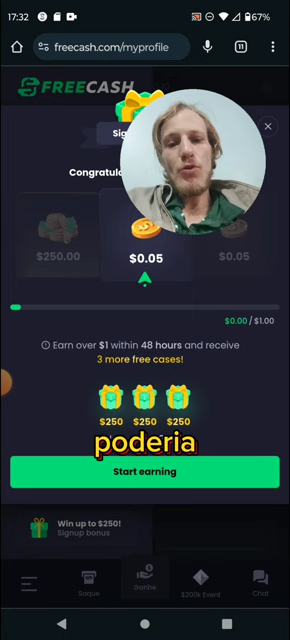 17:32
67%
freecash.com/myprofile
11
FREECASH
Congratul
$250.00
$0.05
$0.05
$0.00 / $1.00
Earn over $1 within 48 hours and receive
3 more free cases!
$250 $250 $250
poderia
Start earning
Win up to $250!
Signup bonus
Saque Ganhe $200k Event Chat